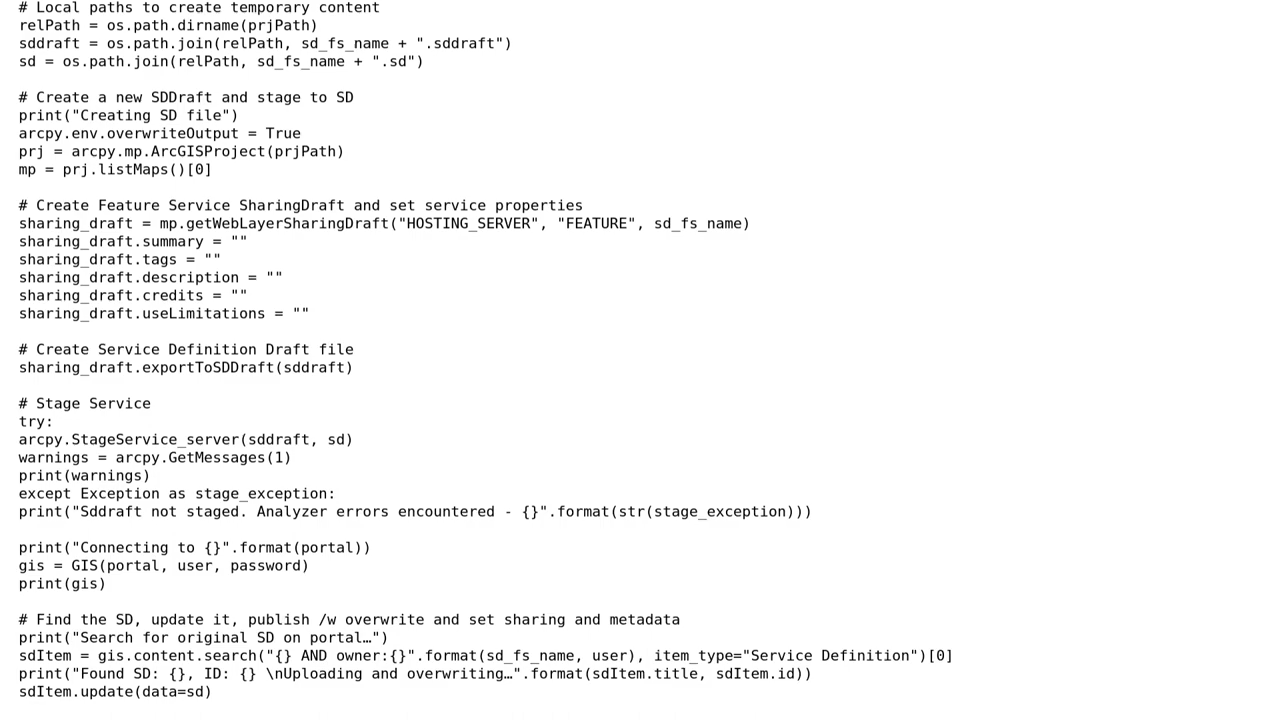 # Local paths to create temporary content
relPath = os.path.dirname(prjPath)
sddraft = os.path.join(relPath, sd_fs_name + ".sddraft")
sd = os.path.join(relPath, sd_fs_name + ".sd")

# Create a new SDDraft and stage to SD
print("Creating SD file")
arcpy.env.overwriteOutput = True
prj = arcpy.mp.ArcGISProject(prjPath)
mp = prj.listMaps()[0]

# Create Feature Service SharingDraft and set service properties
sharing_draft = mp.getWebLayerSharingDraft("HOSTING_SERVER", "FEATURE", sd_fs_name)
sharing_draft.summary = ""
sharing_draft.tags = ""
sharing_draft.description = ""
sharing_draft.credits = ""
sharing_draft.useLimitations = ""

# Create Service Definition Draft file
sharing_draft.exportToSDDraft(sddraft)

# Stage Service
try:
arcpy.StageService_server(sddraft, sd)
warnings = arcpy.GetMessages(1)
print(warnings)
except Exception as stage_exception:
print("Sddraft not staged. Analyzer errors encountered - {}".format(str(stage_exception)))

print("Connecting to {}".format(portal))
gis = GIS(portal, user, password)
print(gis)

# Find the SD, update it, publish /w overwrite and set sharing and metadata
print("Search for original SD on portal…")
sdItem = gis.content.search("{} AND owner:{}".format(sd_fs_name, user), item_type="Service Definition")[0]
print("Found SD: {}, ID: {} \nUploading and overwriting…".format(sdItem.title, sdItem.id))
sdItem.update(data=sd)